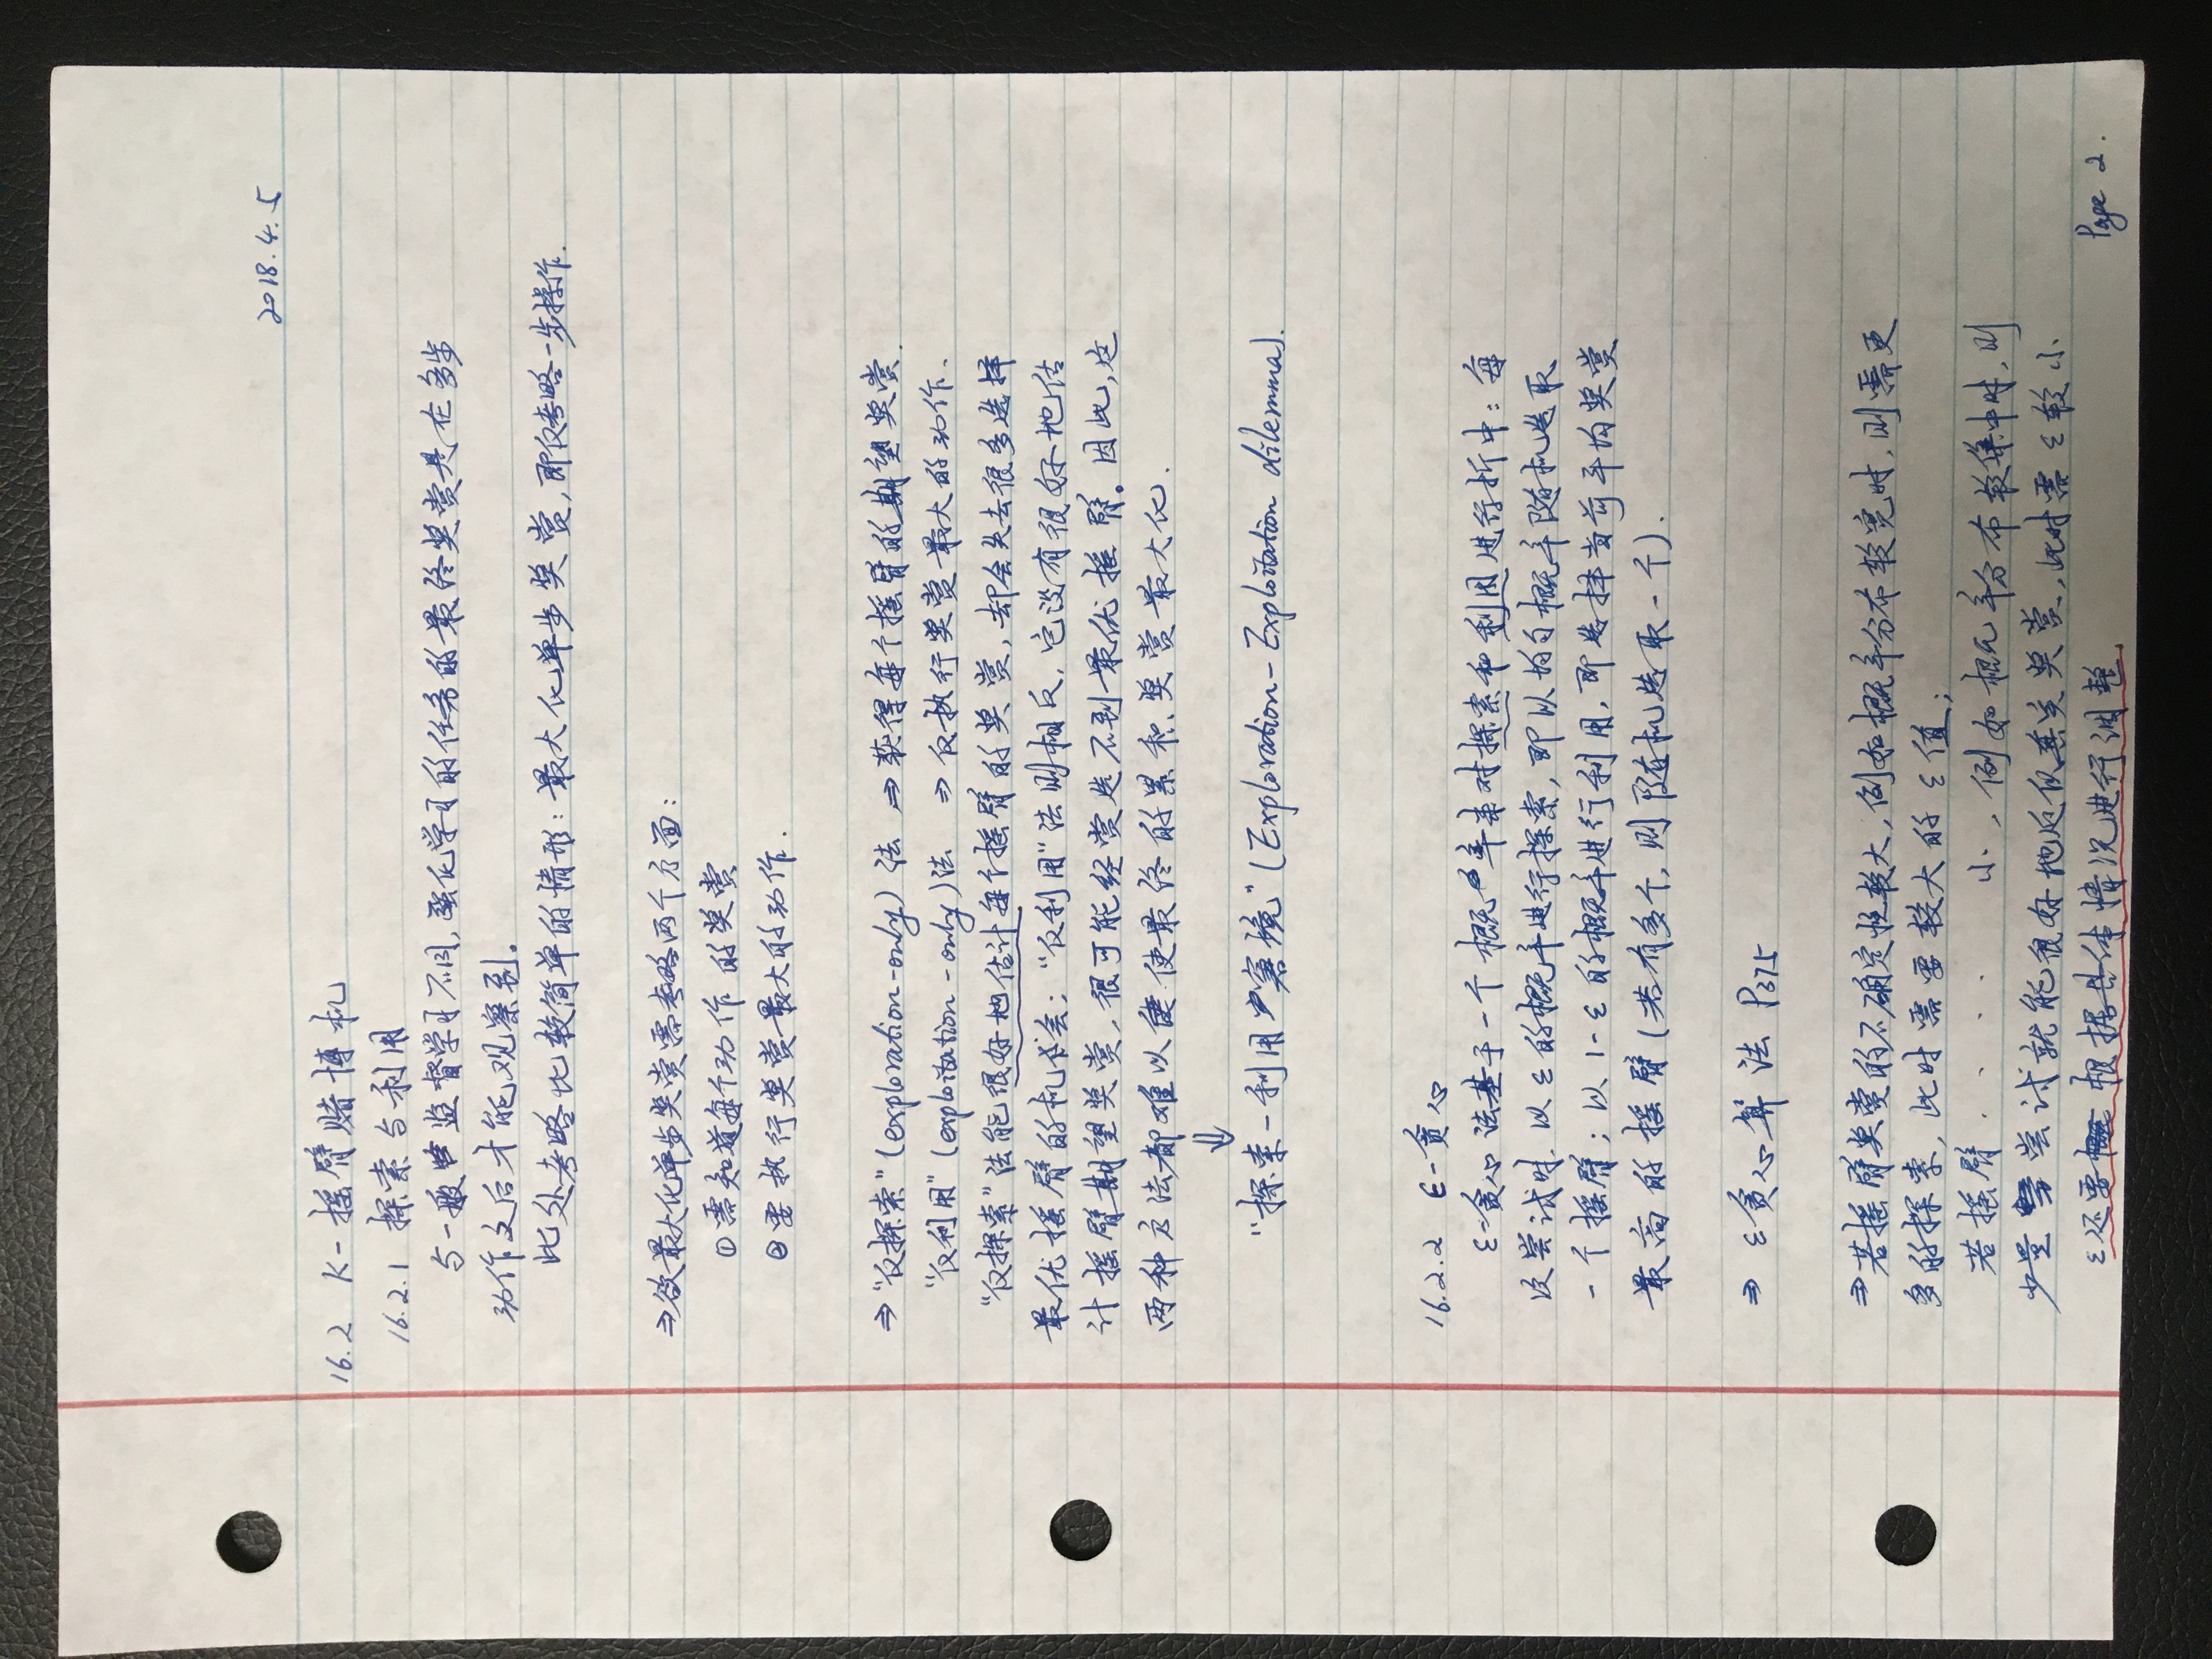 2018.4.5
16.2 K-摇臂赌博机
16.2.1 探索与利用
与一般监督学习不同,强化学习的任务的最终奖赏是在多步
动作之后才能观察到。
此处考略比较简单的情形:最大化单步奖赏,即仅考略一步操作.
⇒欲最大化单步奖赏需考略两个方面:
①需知道每个动作的奖赏
②要执行奖赏最大的动作.
⇒"仅探索"(exploration-only)法 ⇒获得每个摇臂的期望奖赏.
"仅利用"(exploitation-only)法 ⇒仅执行奖赏最大的动作.
"仅探索"法能很好地估计每个摇臂的奖赏,却会失去很多选择
最优摇臂的机会;"仅利用"法则相反,它没有很好地估
计摇臂期望奖赏,很可能经常选不到最优摇臂。因此,这
两种方法都难以使最终的累积奖赏最大化.
⇓
"探索-利用窘境"(Exploration-Exploitation dilemma).
16.2.2 ε-贪心
ε-贪心法基于一个概率来对探索和利用进行折中:每
次尝试时.以ε的概率进行探索,即以均匀概率随机选取
一个摇臂;以1-ε的概率进行利用,即选择当前平均奖赏
最高的摇臂(若有多个,则随机选取一个).
⇒ ε贪心算法 P375
⇒若摇臂奖赏的不确定性较大,例如概率分布较宽时,则需更
多的探索,此时需要较大的ε值;
若摇臂 . . . . 小,例如概率分布较集中时,则
少量尝试就能很好地近似真实奖赏,此时需ε较小
ε还要根据具体情况进行调整.
Page 2.